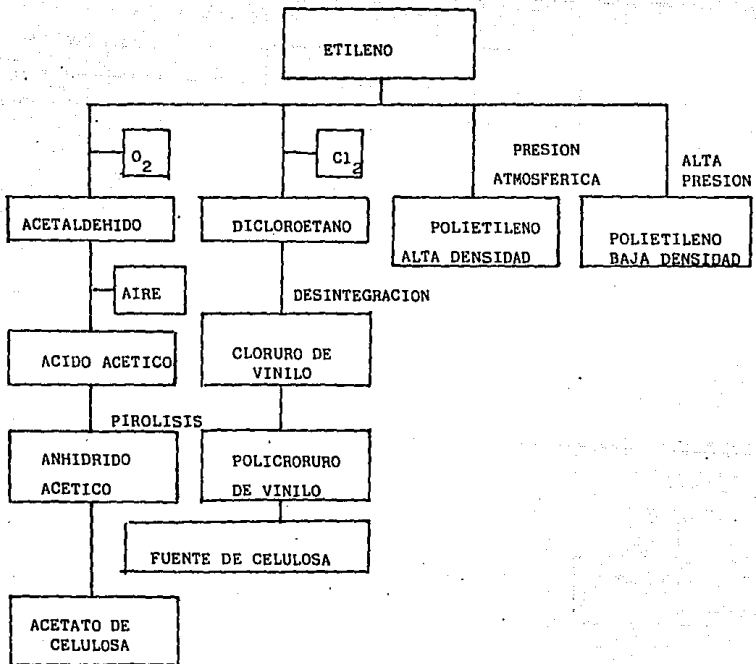 ETILENO
O2
Cl2
PRESION
ATMOSFERICA
ALTA
PRESION
ACETALDEHIDO
DICLOROETANO
POLIETILENO
ALTA DENSIDAD
POLIETILENO
BAJA DENSIDAD
AIRE
DESINTEGRACION
ACIDO ACETICO
CLORURO DE
VINILO
PIROLISIS
ANHIDRIDO
ACETICO
POLICRORURO
DE VINILO
FUENTE DE CELULOSA
ACETATO DE
CELULOSA